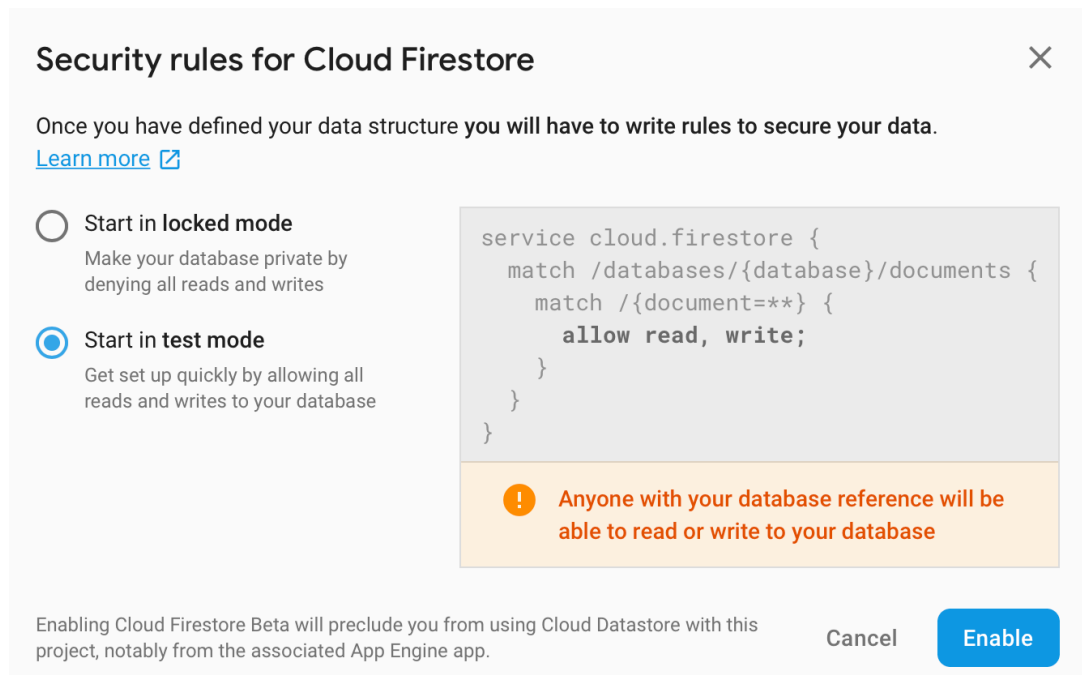 Security rules for Cloud Firestore
Once you have defined your data structure you will have to write rules to secure your data.
Learn more
Start in locked mode
Make your database private by
denying all reads and writes
Start in test mode
Get set up quickly by allowing all
reads and writes to your database
service cloud.firestore {
  match /databases/{database}/documents {
    match /{document=**} {
      allow read, write;
    }
  }
}
Anyone with your database reference will be
able to read or write to your database
Enabling Cloud Firestore Beta will preclude you from using Cloud Datastore with this
project, notably from the associated App Engine app.
Cancel
Enable